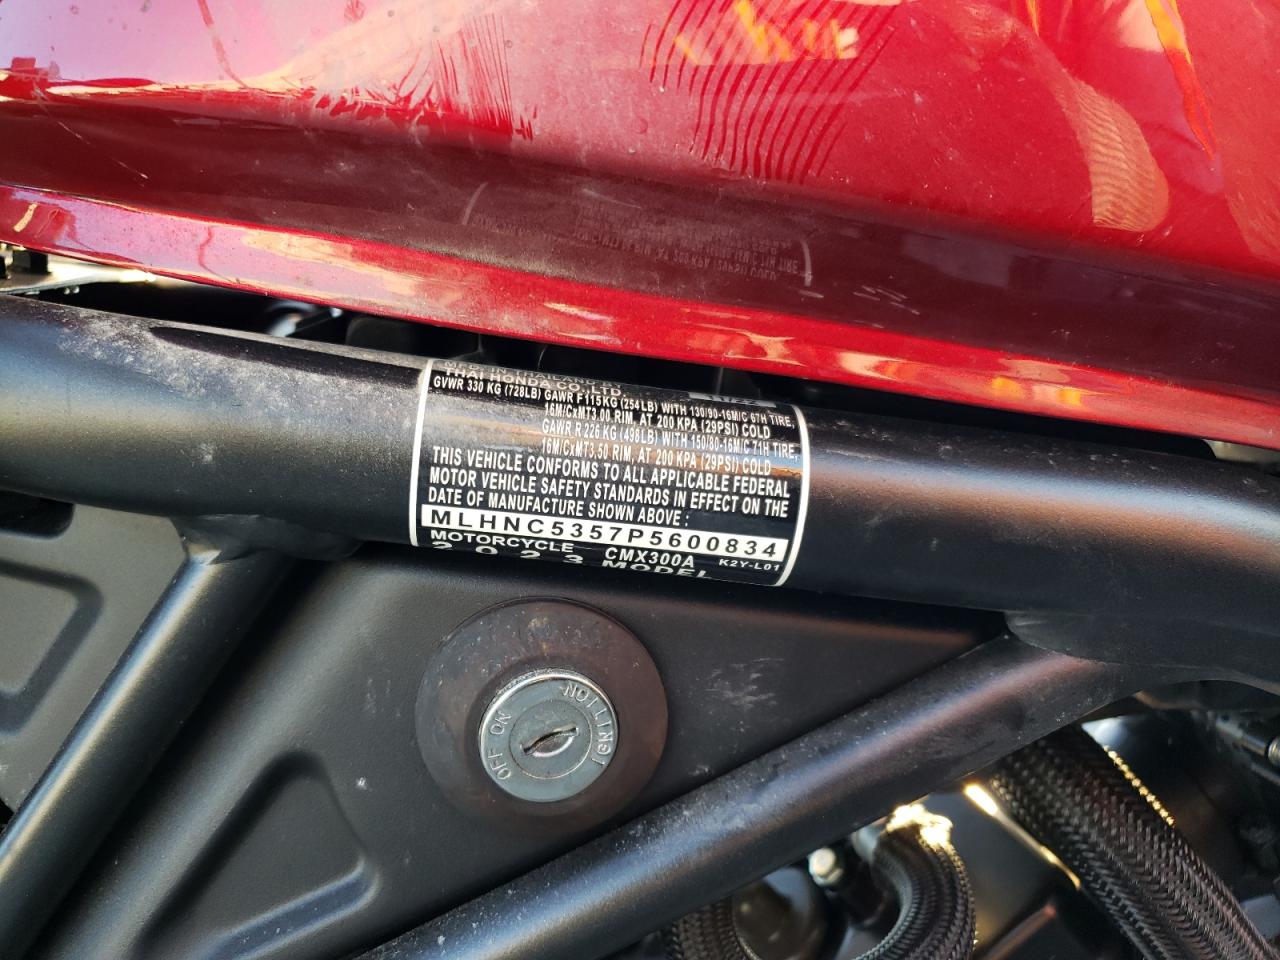 THAI HONDA CO., LTD.
11/22
GVWR 330 KG (728LB) GAWR F 115KG (254LB) WITH 130/90-16M/C 67H TIRE,
16M/CxMT3.00 RIM, AT 200 KPA (29PSI) COLD
GAWR R 226 KG (498LB) WITH 150/80-16M/C 71H TIRE,
16M/CxMT3.50 RIM, AT 200 KPA (29PSI) COLD
THIS VEHICLE CONFORMS TO ALL APPLICABLE FEDERAL
MOTOR VEHICLE SAFETY STANDARDS IN EFFECT ON THE
DATE OF MANUFACTURE SHOWN ABOVE :
MLHNC5357P5600834
MOTORCYCLE CMX300A K2Y-L01
2023 MODEL
OFF ON
IGNITION